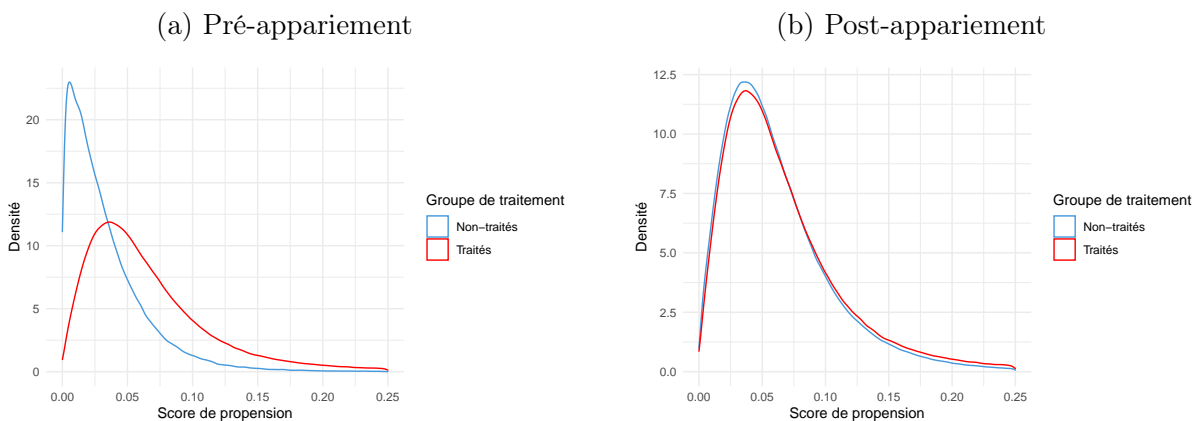 (a) Pré-appariement
20
15
10
5
0
0.00 0.05 0.10 0.15 0.20 0.25
Densité
Score de propension
Groupe de traitement
Non−traités
Traités
(b) Post-appariement
12.5
10.0
7.5
5.0
2.5
0.0
0.00 0.05 0.10 0.15 0.20 0.25
Densité
Score de propension
Groupe de traitement
Non−traités
Traités